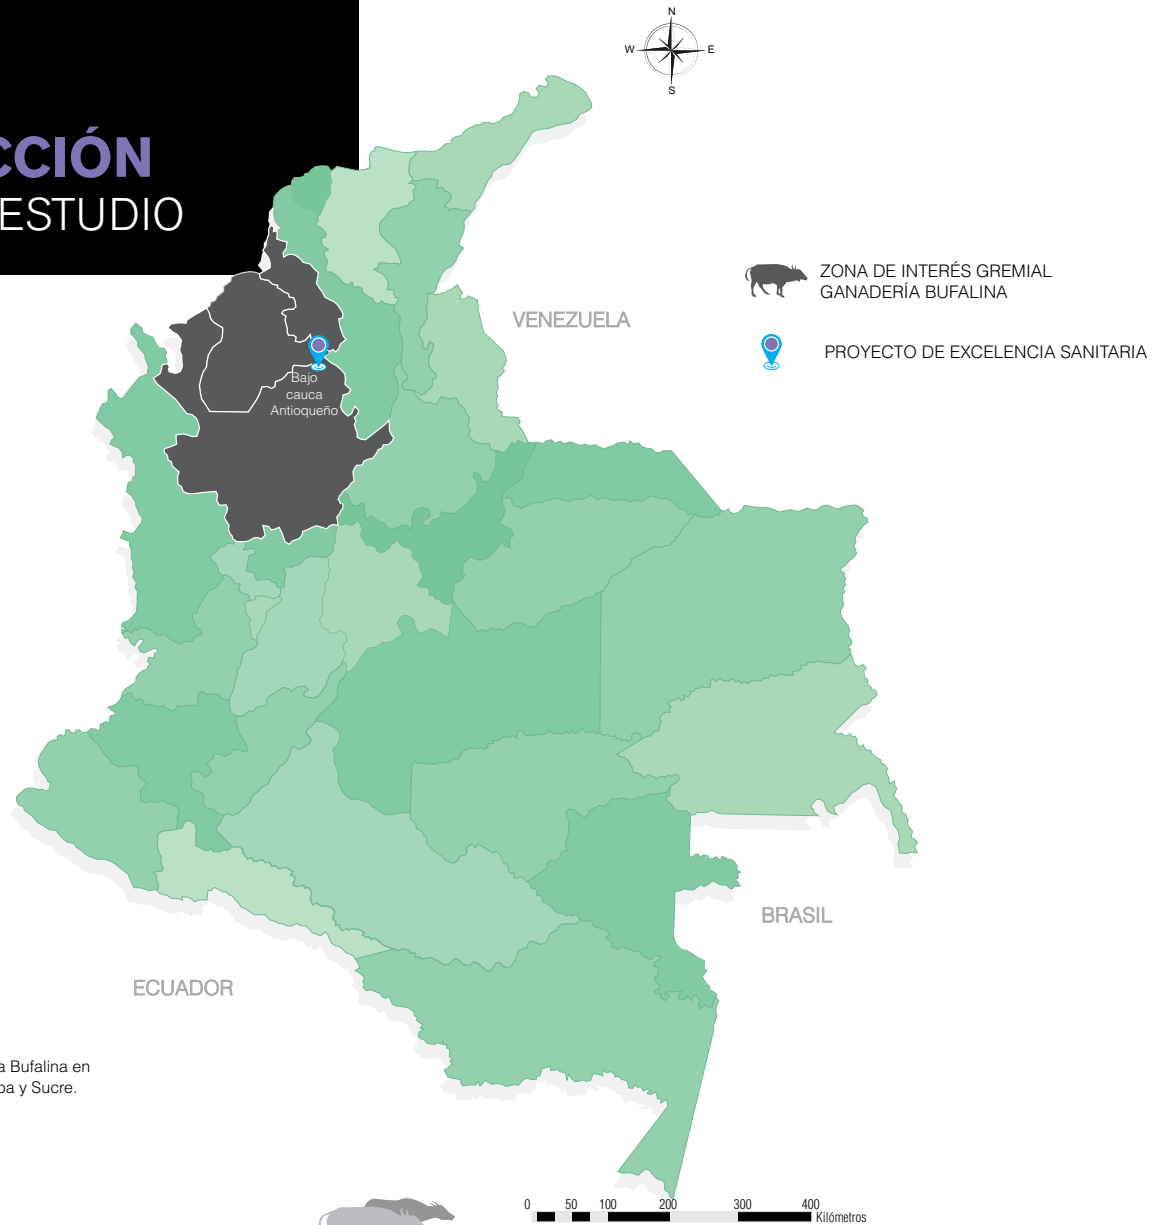 CCIÓN
ESTUDIO
N
W
E
S
ZONA DE INTERÉS GREMIAL
GANADERÍA BUFALINA
PROYECTO DE EXCELENCIA SANITARIA
VENEZUELA
Bajo
cauca
Antioqueño
BRASIL
ECUADOR
a Bufalina en
ba y Sucre.
0 50 100 200 300 400
Kilómetros